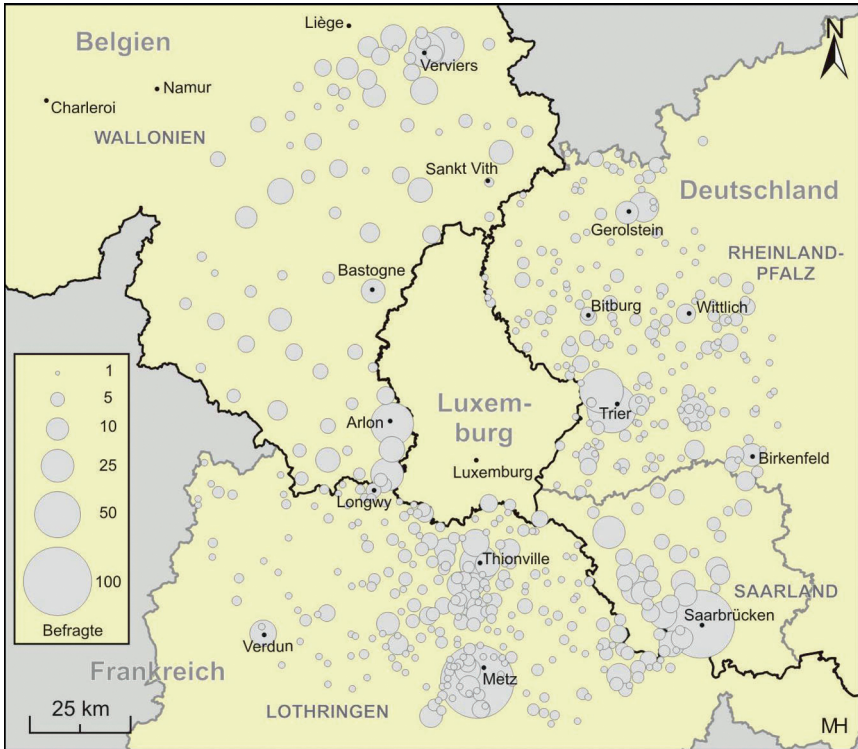 Liège
N
Belgien
Verviers
Namur
Charleroi
WALLONIEN
Sankt Vith
Deutschland
Gerolstein
RHEINLAND-
PFALZ
Bastogne
Bitburg
Wittlich
1
5
10
25
50
100
Befragte
Luxem-
burg
Trier
Arlon
Luxemburg
Birkenfeld
Longwy
Thionville
SAARLAND
Saarbrücken
Verdun
Frankreich
Metz
25 km
LOTHRINGEN
MH